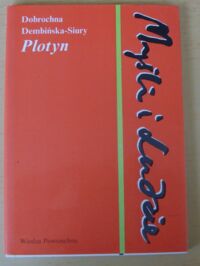 Dobrochna
Dembińska-Siury
Plotyn
Myśli i ludzie
Wiedza Powszechna